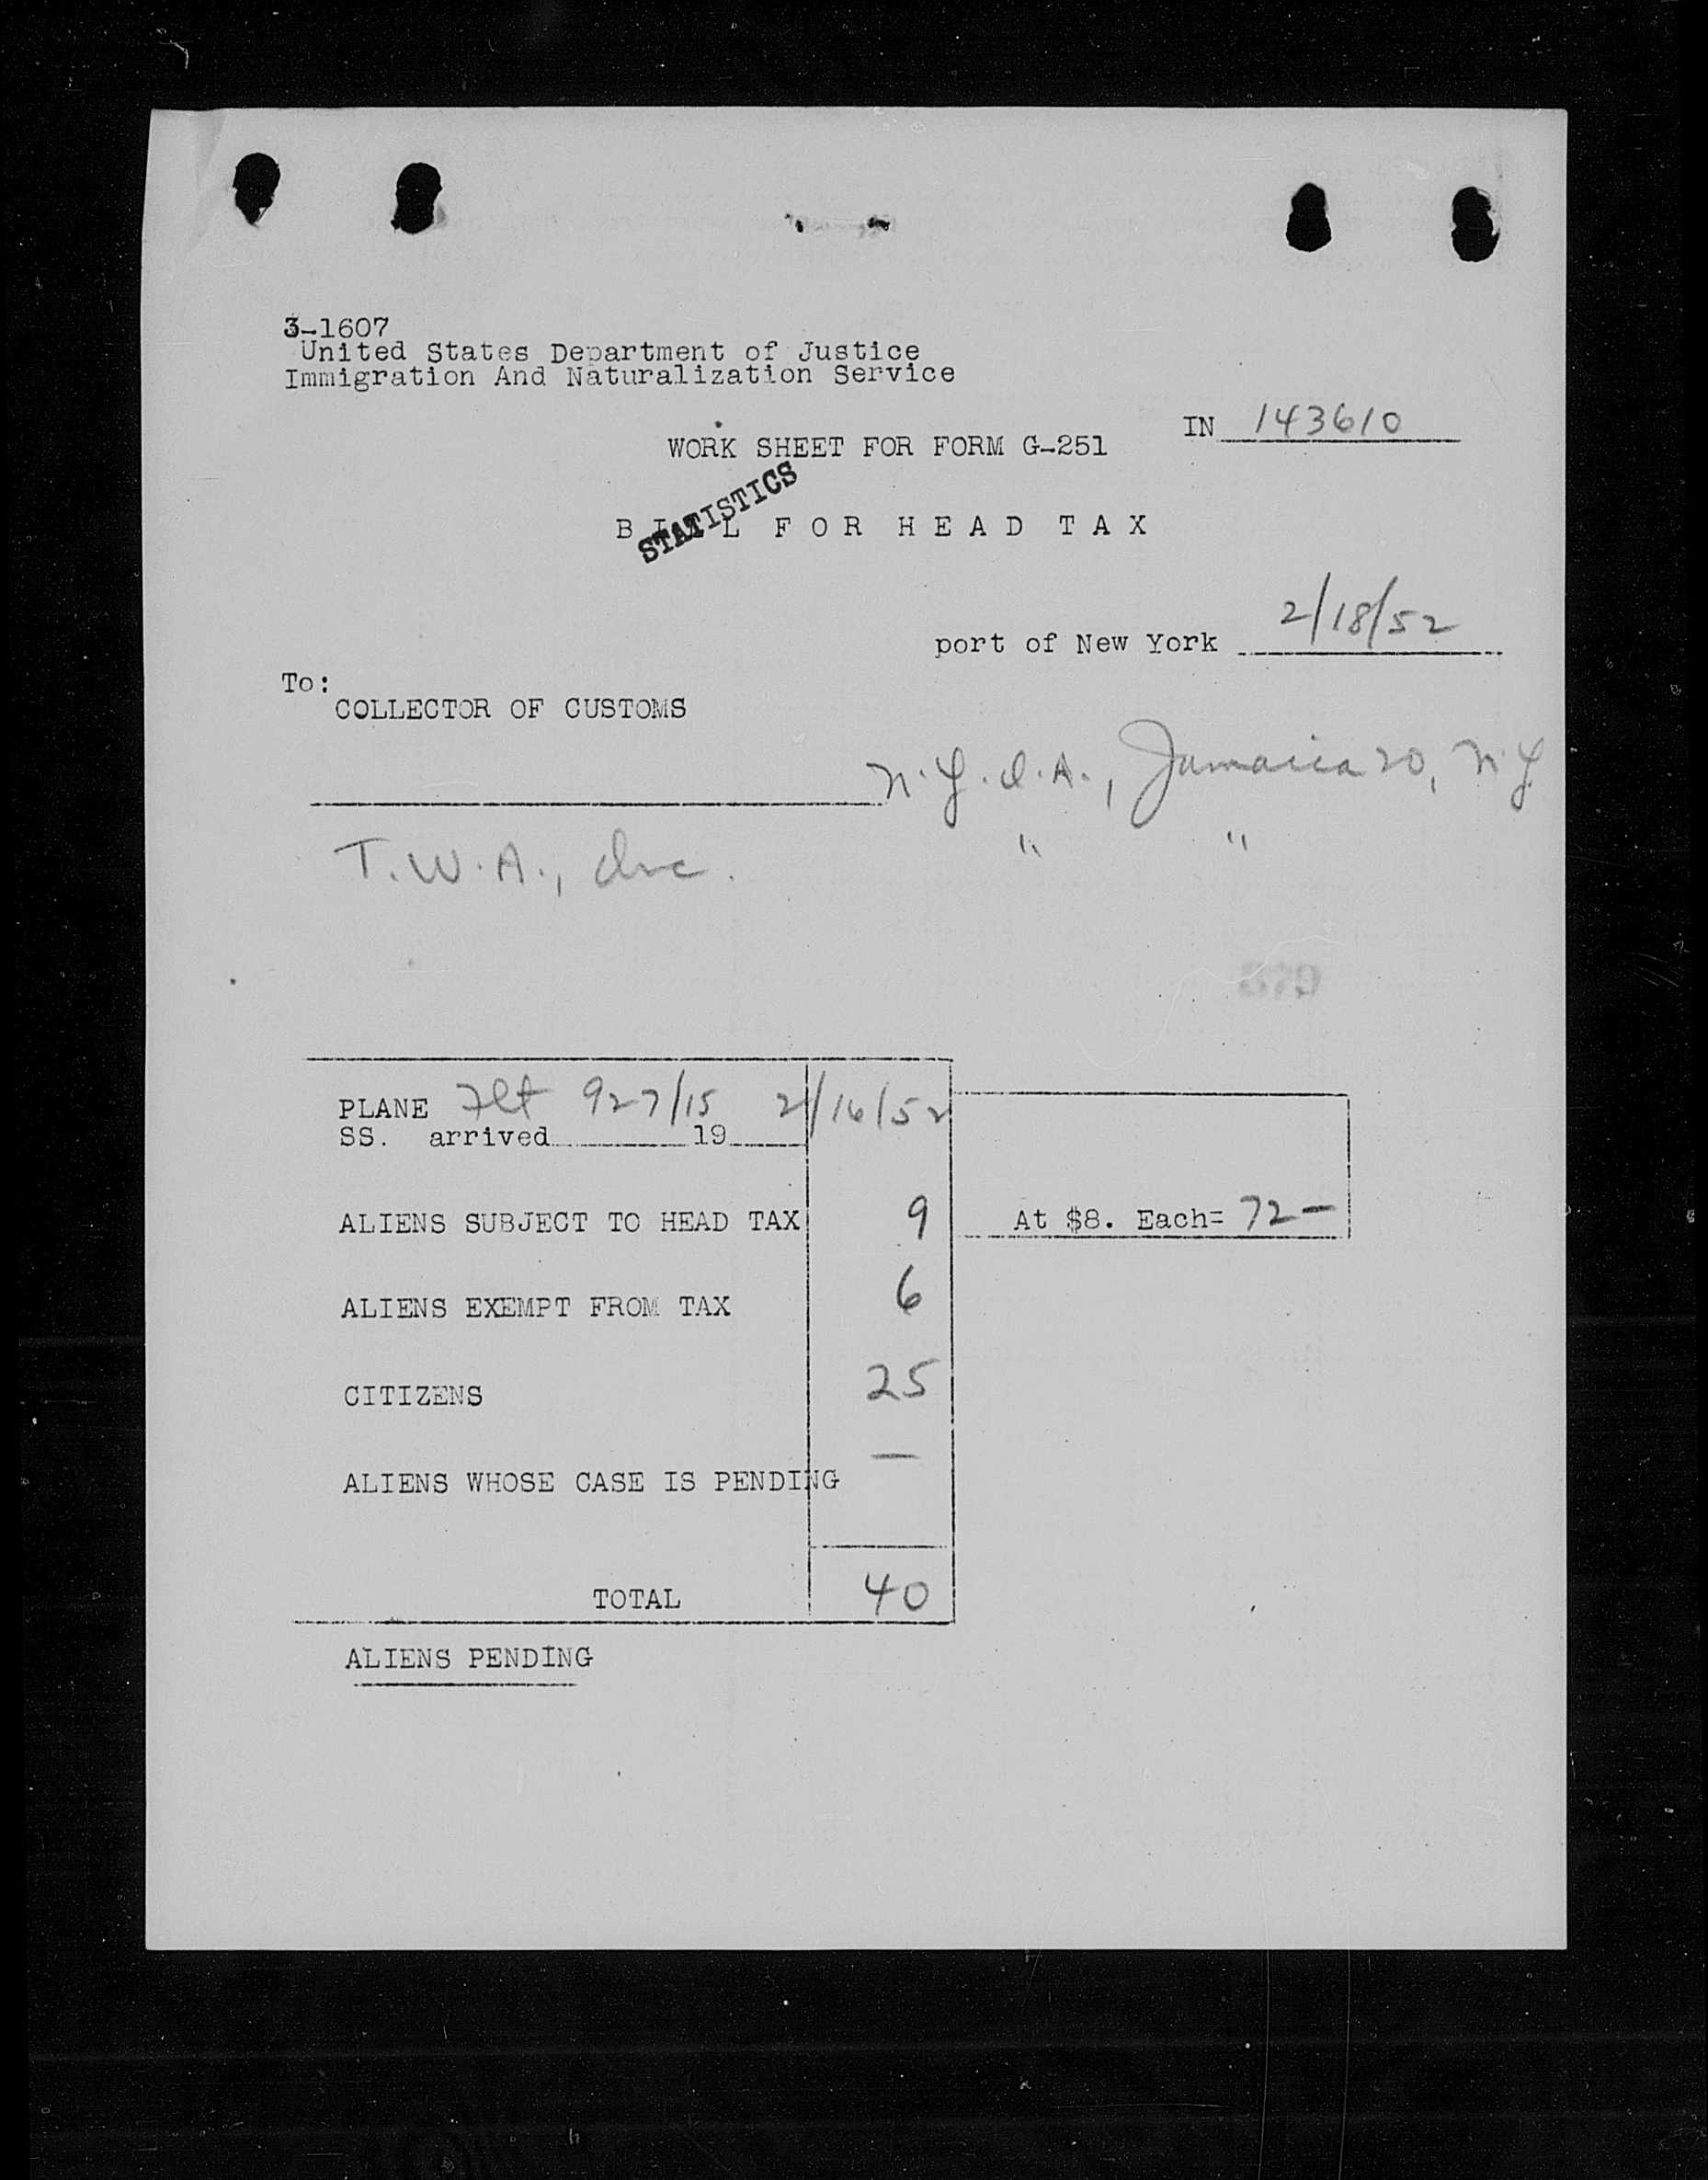 3-1607
United States Department of Justice
Immigration And Naturalization Service
IN 143610
WORK SHEET FOR FORM G-251
STATISTICS
BILL FOR HEAD TAX
port of New York 2/18/52
To:
COLLECTOR OF CUSTOMS
N.Y.I.A., Jamaica 20, N.Y.
T.W.A., Inc. " "
PLANE Flt 927/15 2/16/52
SS. arrived 19
ALIENS SUBJECT TO HEAD TAX 9 At $8. Each= 72—
ALIENS EXEMPT FROM TAX 6
CITIZENS 25
ALIENS WHOSE CASE IS PENDING —
TOTAL 40
ALIENS PENDING